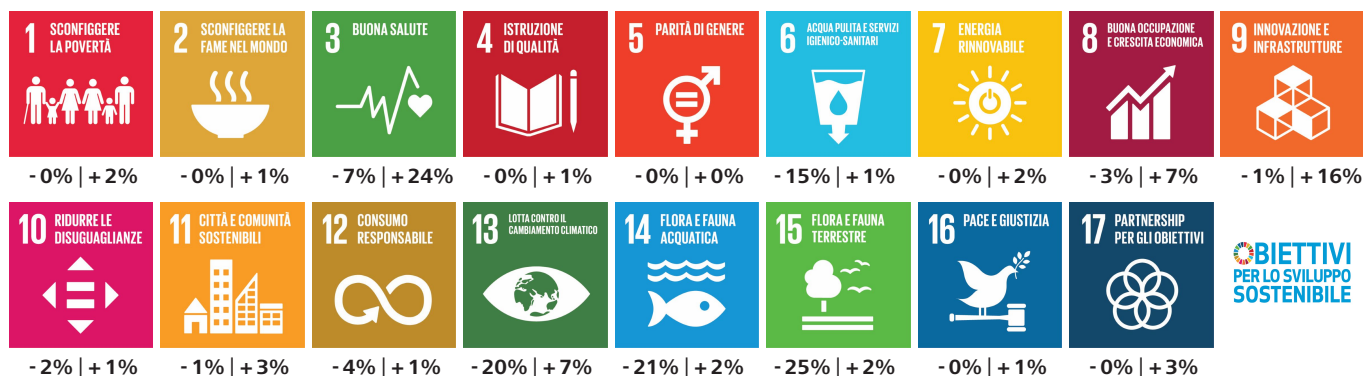 1 SCONFIGGERE
LA POVERTÀ
2 SCONFIGGERE LA
FAME NEL MONDO
3 BUONA SALUTE
4 ISTRUZIONE
DI QUALITÀ
5 PARITÀ DI GENERE
6 ACQUA PULITA E SERVIZI
IGIENICO-SANITARI
7 ENERGIA
RINNOVABILE
8 BUONA OCCUPAZIONE
E CRESCITA ECONOMICA
9 INNOVAZIONE E
INFRASTRUTTURE
- 0% | + 2%
- 0% | + 1%
- 7% | + 24%
- 0% | + 1%
- 0% | + 0%
- 15% | + 1%
- 0% | + 2%
- 3% | + 7%
- 1% | + 16%
10 RIDURRE LE
DISUGUAGLIANZE
11 CITTÀ E COMUNITÀ
SOSTENIBILI
12 CONSUMO
RESPONSABILE
13 LOTTA CONTRO IL
CAMBIAMENTO CLIMATICO
14 FLORA E FAUNA
ACQUATICA
15 FLORA E FAUNA
TERRESTRE
16 PACE E GIUSTIZIA
17 PARTNERSHIP
PER GLI OBIETTIVI
OBIETTIVI
PER LO SVILUPPO
SOSTENIBILE
- 2% | + 1%
- 1% | + 3%
- 4% | + 1%
- 20% | + 7%
- 21% | + 2%
- 25% | + 2%
- 0% | + 1%
- 0% | + 3%